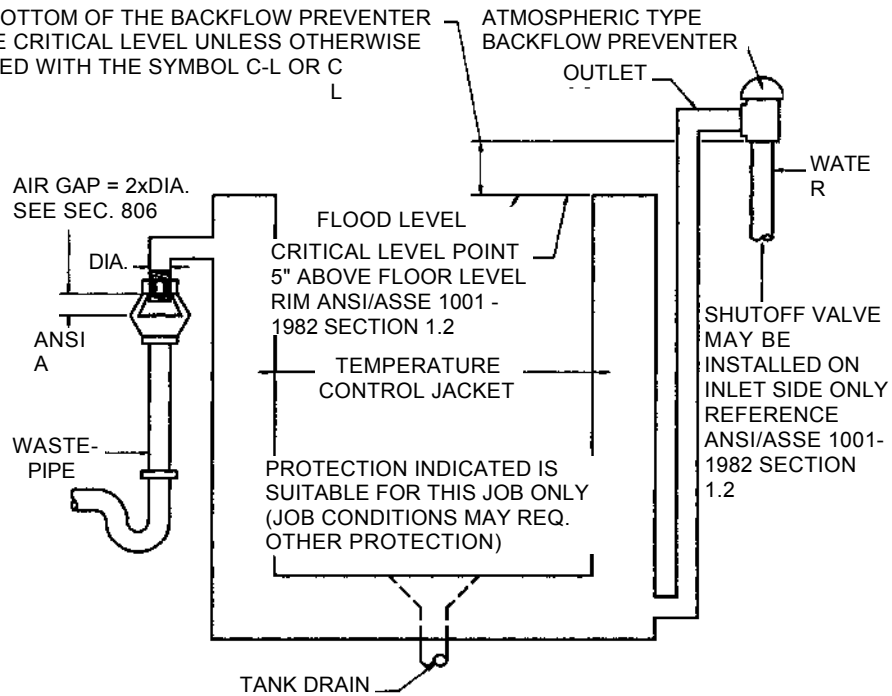 OTTOM OF THE BACKFLOW PREVENTER
E CRITICAL LEVEL UNLESS OTHERWISE
ED WITH THE SYMBOL C-L OR C
L
ATMOSPHERIC TYPE
BACKFLOW PREVENTER
OUTLET
WATE
R
AIR GAP = 2xDIA.
SEE SEC. 806
DIA.
ANSI
A
FLOOD LEVEL
CRITICAL LEVEL POINT
5" ABOVE FLOOR LEVEL
RIM ANSI/ASSE 1001 -
1982 SECTION 1.2
SHUTOFF VALVE
MAY BE
INSTALLED ON
INLET SIDE ONLY
REFERENCE
ANSI/ASSE 1001-
1982 SECTION
1.2
TEMPERATURE
CONTROL JACKET
WASTE-
PIPE
PROTECTION INDICATED IS
SUITABLE FOR THIS JOB ONLY
(JOB CONDITIONS MAY REQ.
OTHER PROTECTION)
TANK DRAIN